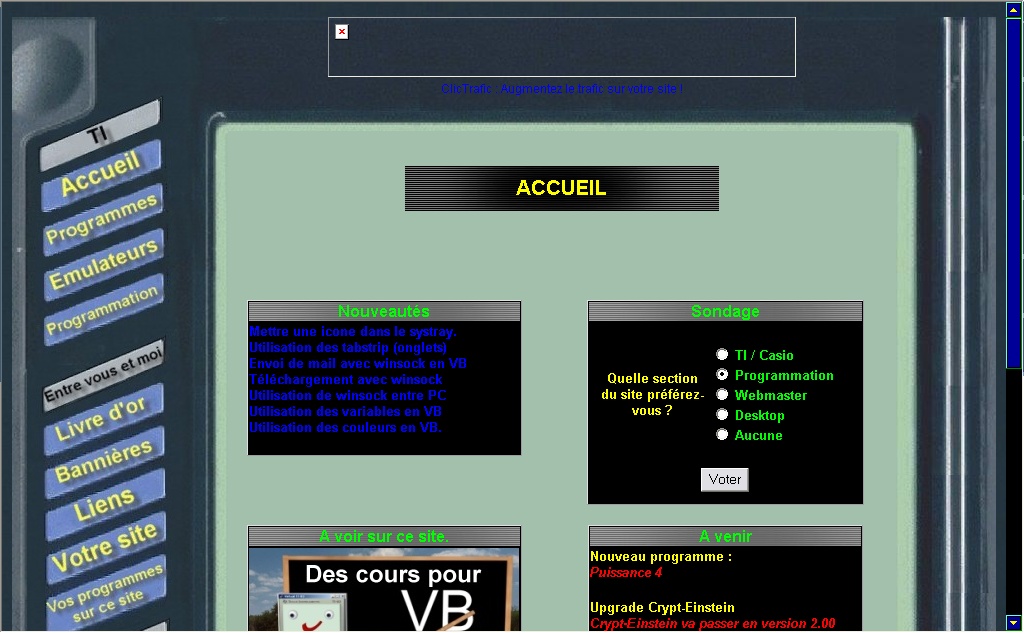 ClicTrafic : Augmentez le trafic sur votre site !
TI
Accueil
Programmes
Emulateurs
Programmation
Entre vous et moi
Livre d'or
Bannières
Liens
Votre site
Vos programmes
sur ce site
ACCUEIL
Nouveautés
Mettre une icone dans le systray.
Utilisation des tabstrip (onglets)
Envoi de mail avec winsock en VB
Téléchargement avec winsock
Utilisation de winsock entre PC
Utilisation des variables en VB
Utilisation des couleurs en VB.
Sondage
Quelle section
du site préférez-
vous ?
TI / Casio
Programmation
Webmaster
Desktop
Aucune
Voter
A voir sur ce site.
Des cours pour
VB
A venir
Nouveau programme :
Puissance 4
Upgrade Crypt-Einstein
Crypt-Einstein va passer en version 2.00